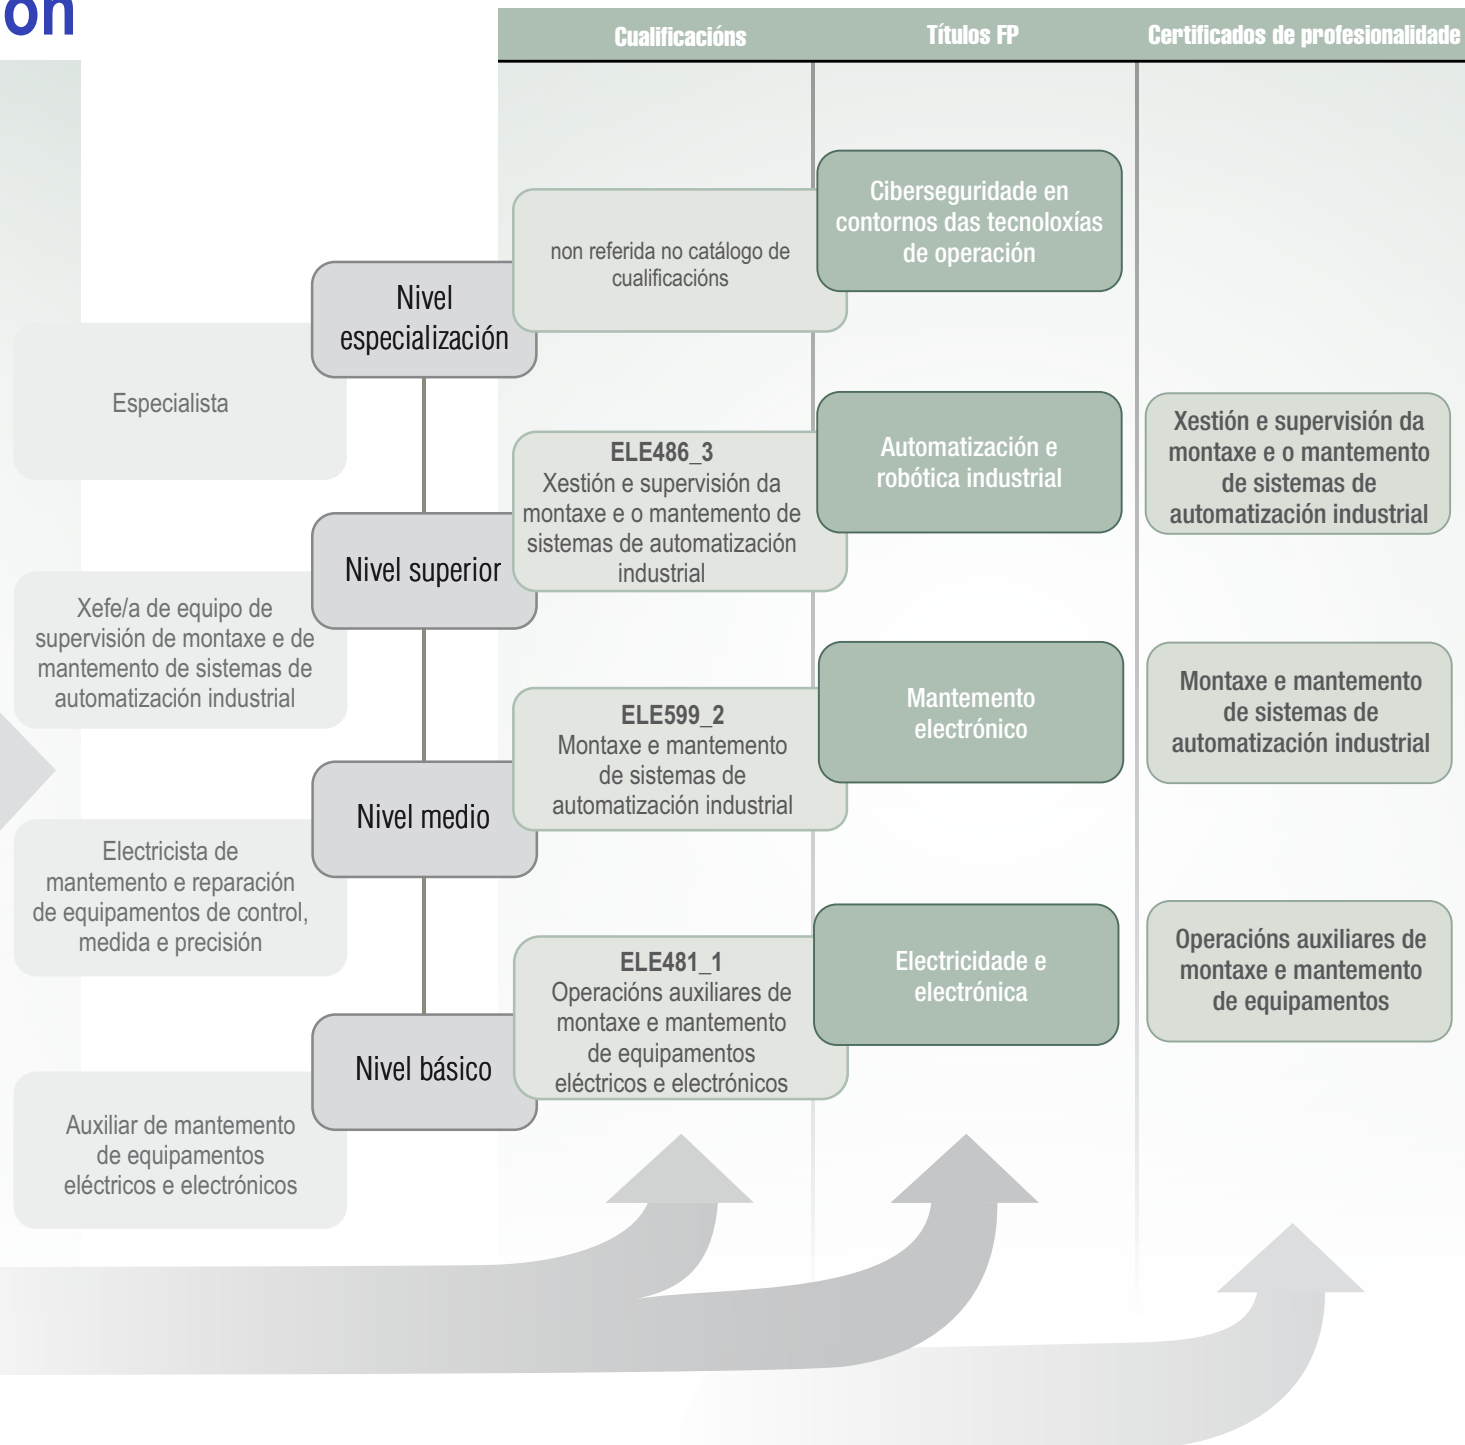 ón
Cualificacións
Títulos FP
Certificados de profesionalidade
Nivel
especialización
Especialista
non referida no catálogo de
cualificacións
Ciberseguridade en
contornos das tecnoloxías
de operación
Nivel superior
Xefe/a de equipo de
supervisión de montaxe e de
mantemento de sistemas de
automatización industrial
ELE486_3
Xestión e supervisión da
montaxe e o mantemento de
sistemas de automatización
industrial
Automatización e
robótica industrial
Xestión e supervisión da
montaxe e o mantemento
de sistemas de
automatización industrial
Nivel medio
Electricista de
mantemento e reparación
de equipamentos de control,
medida e precisión
ELE599_2
Montaxe e mantemento
de sistemas de
automatización industrial
Mantemento
electrónico
Montaxe e mantemento
de sistemas de
automatización industrial
Nivel básico
Auxiliar de mantemento
de equipamentos
eléctricos e electrónicos
ELE481_1
Operacións auxiliares de
montaxe e mantemento
de equipamentos
eléctricos e electrónicos
Electricidade e
electrónica
Operacións auxiliares de
montaxe e mantemento
de equipamentos